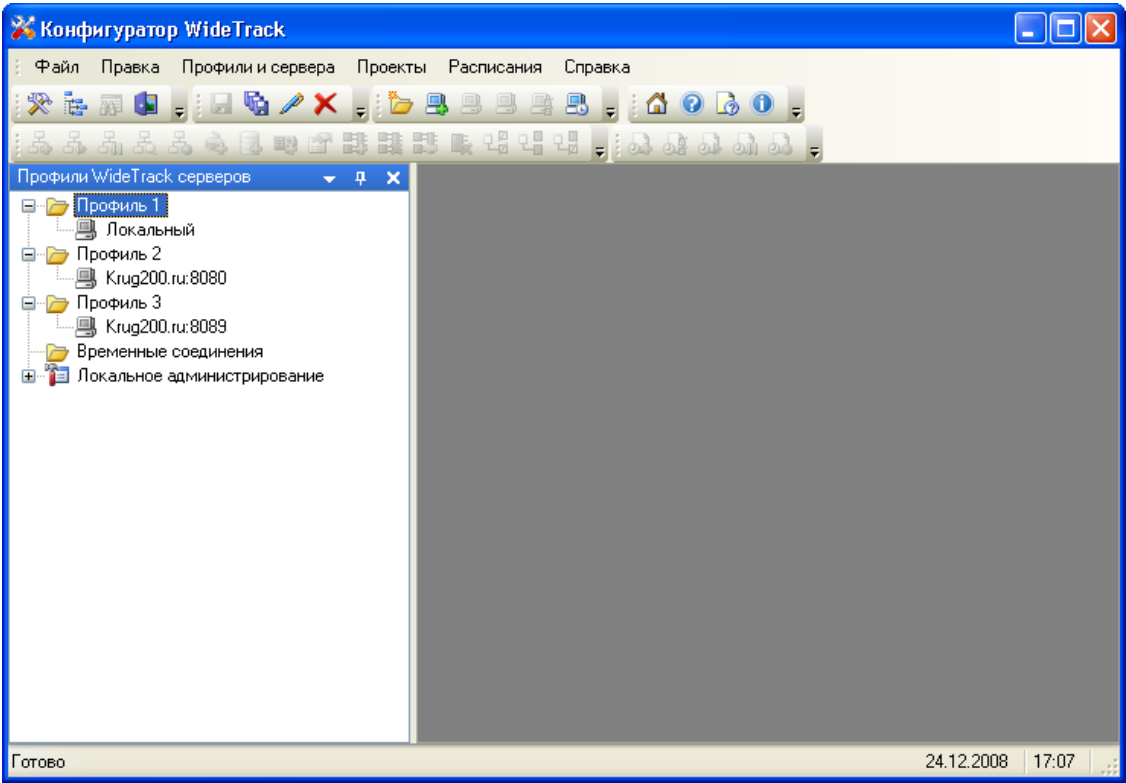 Конфигуратор WideTrack
Файл Правка Профили и сервера Проекты Расписания Справка
Профили WideTrack серверов
Профиль 1
Локальный
Профиль 2
Krug200.ru:8080
Профиль 3
Krug200.ru:8089
Временные соединения
Локальное администрирование
Готово 24.12.2008 17:07